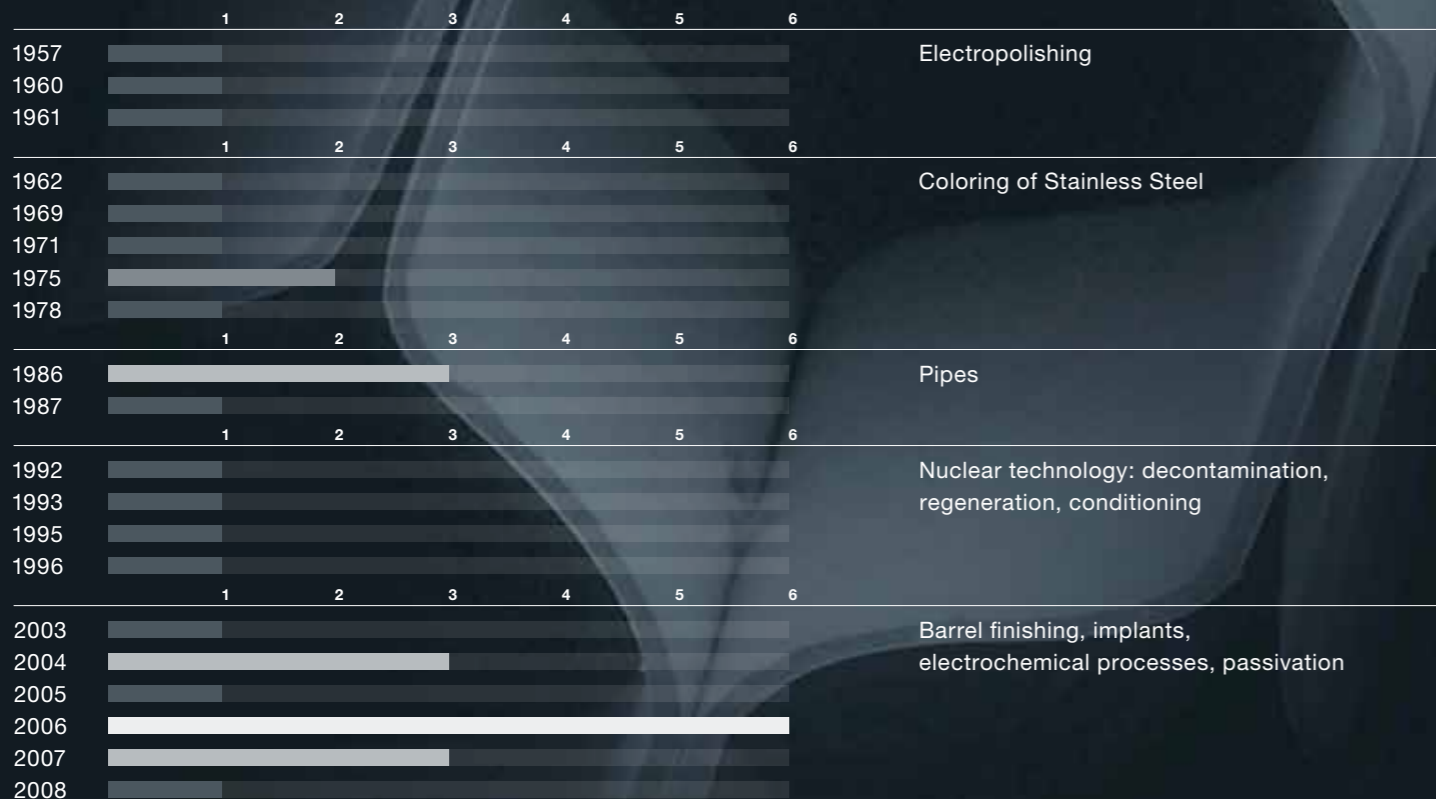 1 2 3 4 5 6
1957 Electropolishing
1960
1961
1 2 3 4 5 6
1962 Coloring of Stainless Steel
1969
1971
1975
1978
1 2 3 4 5 6
1986 Pipes
1987
1 2 3 4 5 6
1992 Nuclear technology: decontamination,
1993 regeneration, conditioning
1995
1996
1 2 3 4 5 6
2003 Barrel finishing, implants,
2004 electrochemical processes, passivation
2005
2006
2007
2008